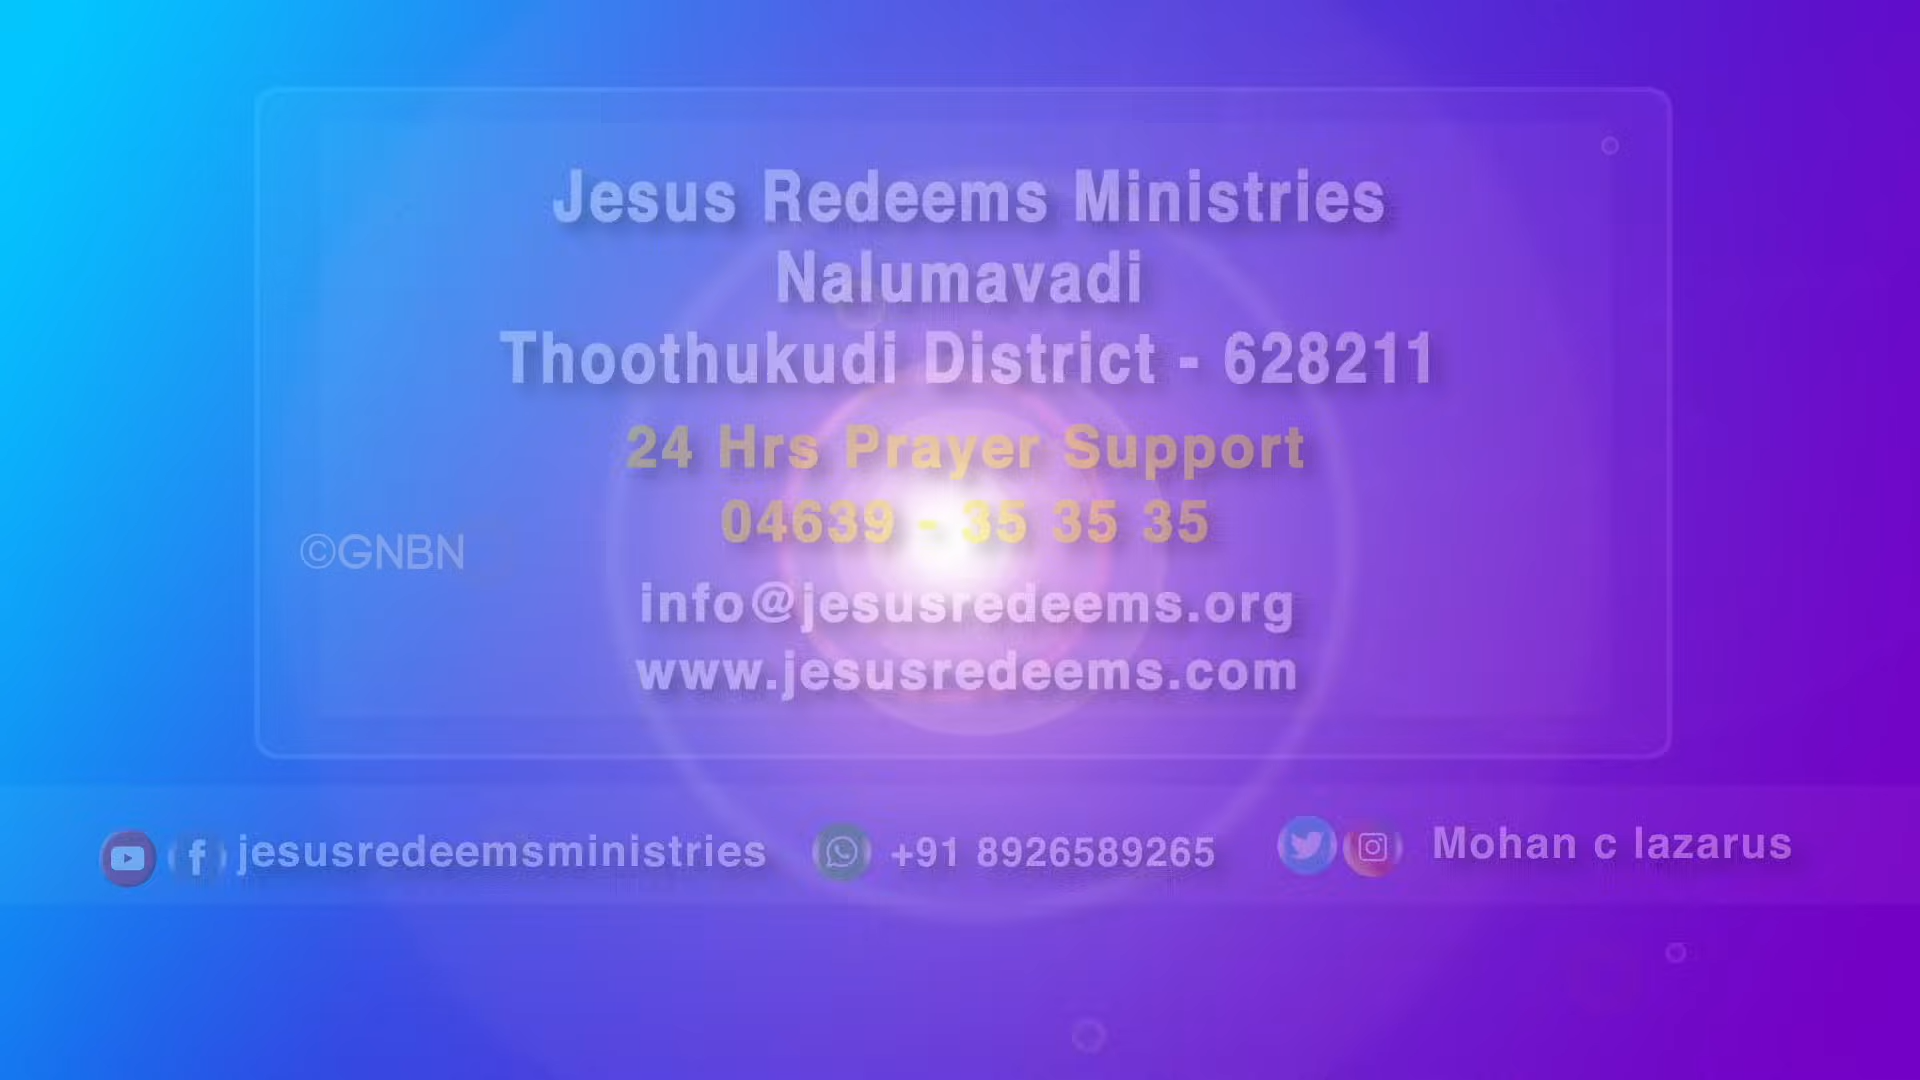 Jesus Redeems Ministries
Nalumavadi
Thoothukudi District - 628211
24 Hrs Prayer Support
04639 - 35 35 35
©GNBN
info@jesusredeems.org
www.jesusredeems.com
jesusredeemsministries +91 8926589265 Mohan c lazarus